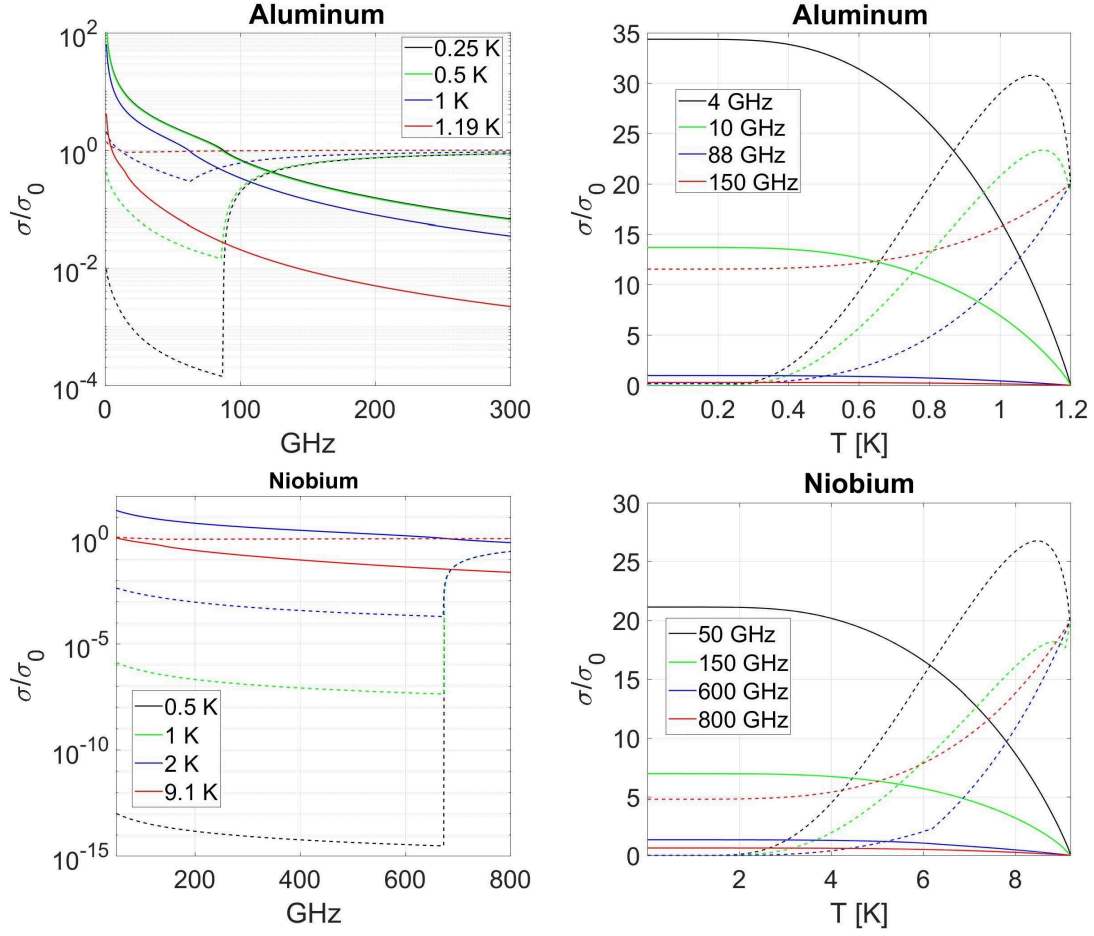 Aluminum
10^2
10^0
10^-2
10^-4
σ/σ_0
0.25 K
0.5 K
1 K
1.19 K
0
100
200
300
GHz
Aluminum
35
30
25
20
15
10
5
0
σ/σ_0
4 GHz
10 GHz
88 GHz
150 GHz
0.2
0.4
0.6
0.8
1
1.2
T [K]
Niobium
10^0
10^-5
10^-10
10^-15
σ/σ_0
0.5 K
1 K
2 K
9.1 K
200
400
600
800
GHz
Niobium
30
25
20
15
10
5
0
σ/σ_0
50 GHz
150 GHz
600 GHz
800 GHz
2
4
6
8
T [K]